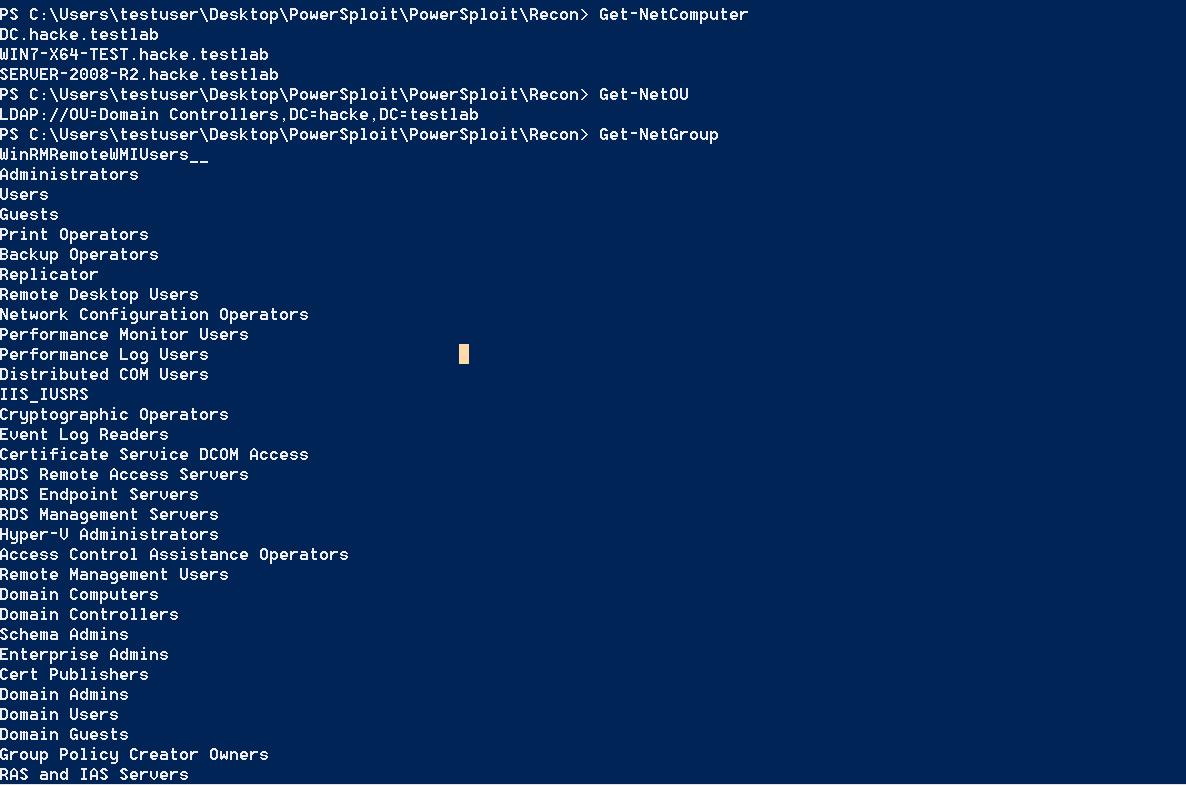 PS C:\Users\testuser\Desktop\PowerSploit\PowerSploit\Recon> Get-NetComputer
DC.hacke.testlab
WIN7-X64-TEST.hacke.testlab
SERVER-2008-R2.hacke.testlab
PS C:\Users\testuser\Desktop\PowerSploit\PowerSploit\Recon> Get-NetOU
LDAP://OU=Domain Controllers,DC=hacke,DC=testlab
PS C:\Users\testuser\Desktop\PowerSploit\PowerSploit\Recon> Get-NetGroup
WinRMRemoteWMIUsers__
Administrators
Users
Guests
Print Operators
Backup Operators
Replicator
Remote Desktop Users
Network Configuration Operators
Performance Monitor Users
Performance Log Users
Distributed COM Users
IIS_IUSRS
Cryptographic Operators
Event Log Readers
Certificate Service DCOM Access
RDS Remote Access Servers
RDS Endpoint Servers
RDS Management Servers
Hyper-V Administrators
Access Control Assistance Operators
Remote Management Users
Domain Computers
Domain Controllers
Schema Admins
Enterprise Admins
Cert Publishers
Domain Admins
Domain Users
Domain Guests
Group Policy Creator Owners
RAS and IAS Servers